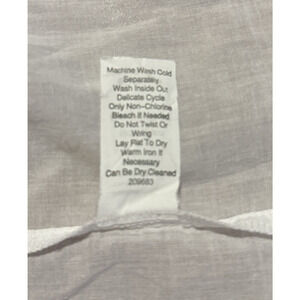 Machine Wash Cold
Separately
Wash Inside Out
Delicate Cycle
Only Non-Chlorine
Bleach If Needed
Do Not Twist Or
Wring
Lay Flat To Dry
Warm Iron If
Necessary
Can Be Dry Cleaned
209683